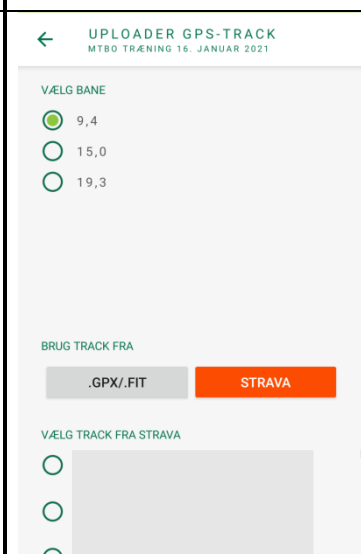 UPLOADER GPS-TRACK
MTBO TRÆNING 16. JANUAR 2021
VÆLG BANE
9,4
15,0
19,3
BRUG TRACK FRA
.GPX/.FIT
STRAVA
VÆLG TRACK FRA STRAVA